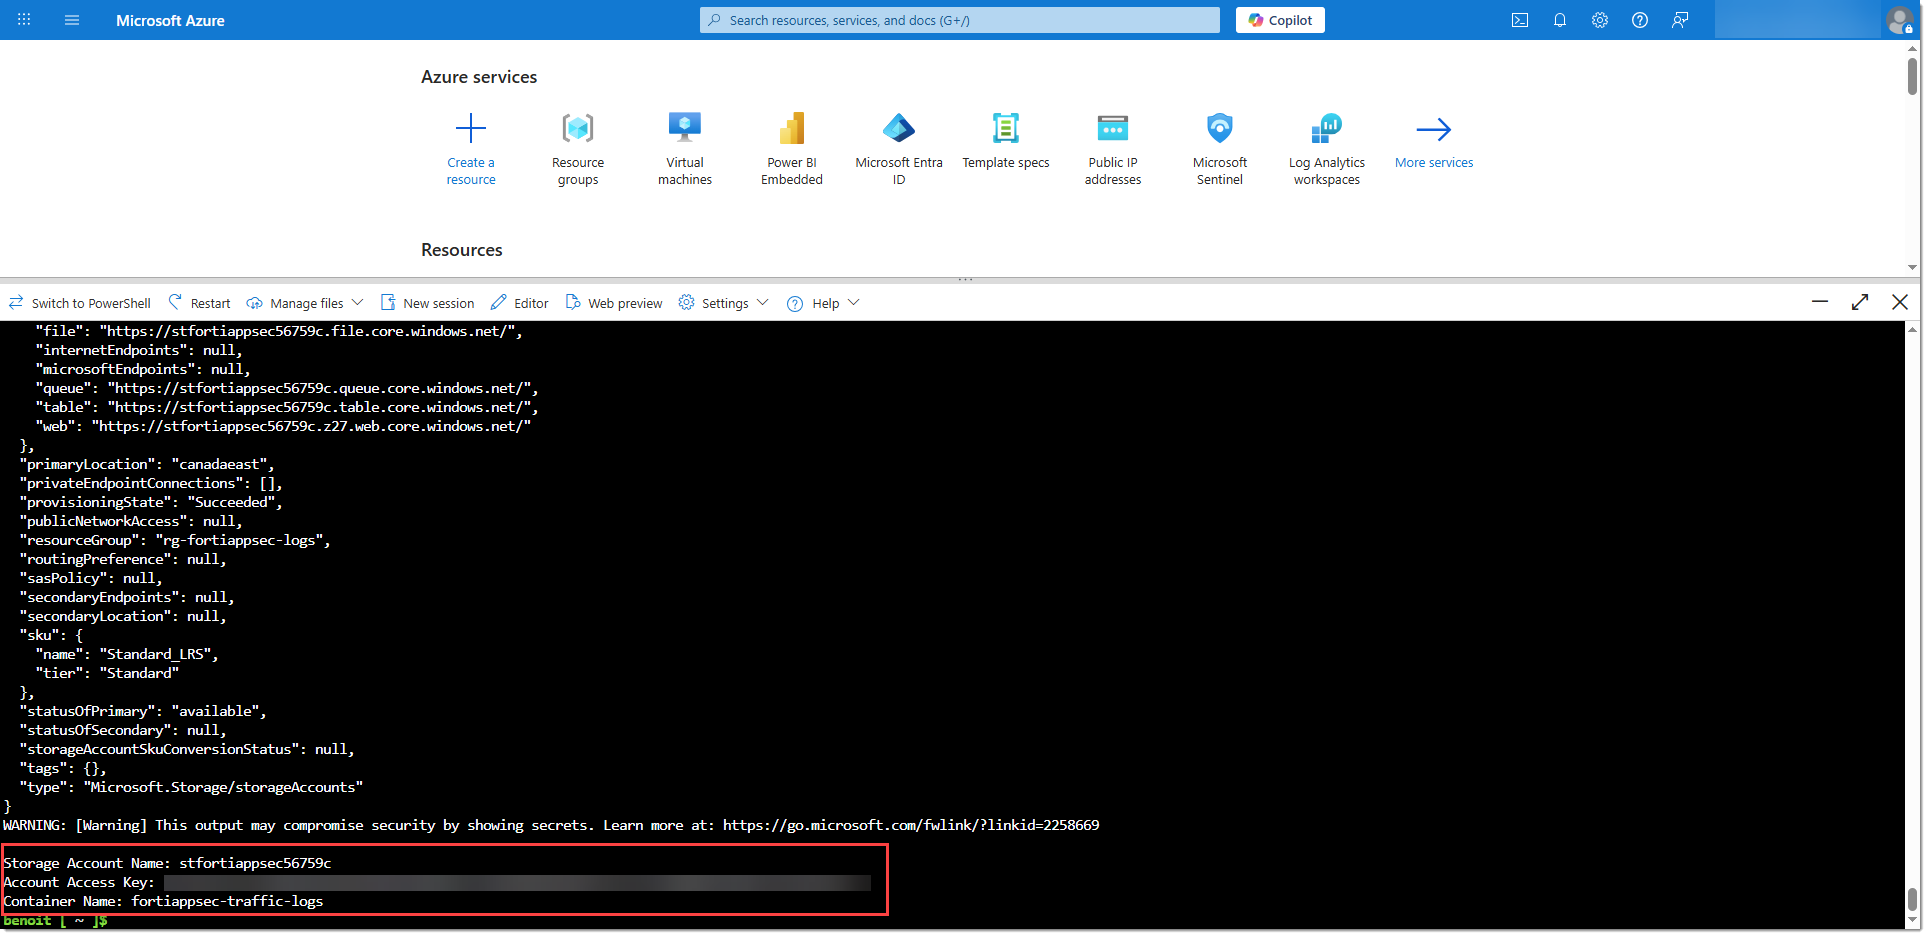 Microsoft Azure
Search resources, services, and docs (G+/)
Copilot
Azure services
Create a resource
Resource groups
Virtual machines
Power BI Embedded
Microsoft Entra ID
Template specs
Public IP addresses
Microsoft Sentinel
Log Analytics workspaces
More services
Resources
Switch to PowerShell
Restart
Manage files
New session
Editor
Web preview
Settings
Help
"file": "https://stfortiappsec56759c.file.core.windows.net/",
"internetEndpoints": null,
"microsoftEndpoints": null,
"queue": "https://stfortiappsec56759c.queue.core.windows.net/",
"table": "https://stfortiappsec56759c.table.core.windows.net/",
"web": "https://stfortiappsec56759c.z27.web.core.windows.net/"
},
"primaryLocation": "canadaeast",
"privateEndpointConnections": [],
"provisioningState": "Succeeded",
"publicNetworkAccess": null,
"resourceGroup": "rg-fortiappsec-logs",
"routingPreference": null,
"sasPolicy": null,
"secondaryEndpoints": null,
"secondaryLocation": null,
"sku": {
"name": "Standard_LRS",
"tier": "Standard"
},
"statusOfPrimary": "available",
"statusOfSecondary": null,
"storageAccountSkuConversionStatus": null,
"tags": {},
"type": "Microsoft.Storage/storageAccounts"
}
WARNING: [Warning] This output may compromise security by showing secrets. Learn more at: https://go.microsoft.com/fwlink/?linkid=2258669
Storage Account Name: stfortiappsec56759c
Account Access Key:
Container Name: fortiappsec-traffic-logs
benoit [ ~ ]$